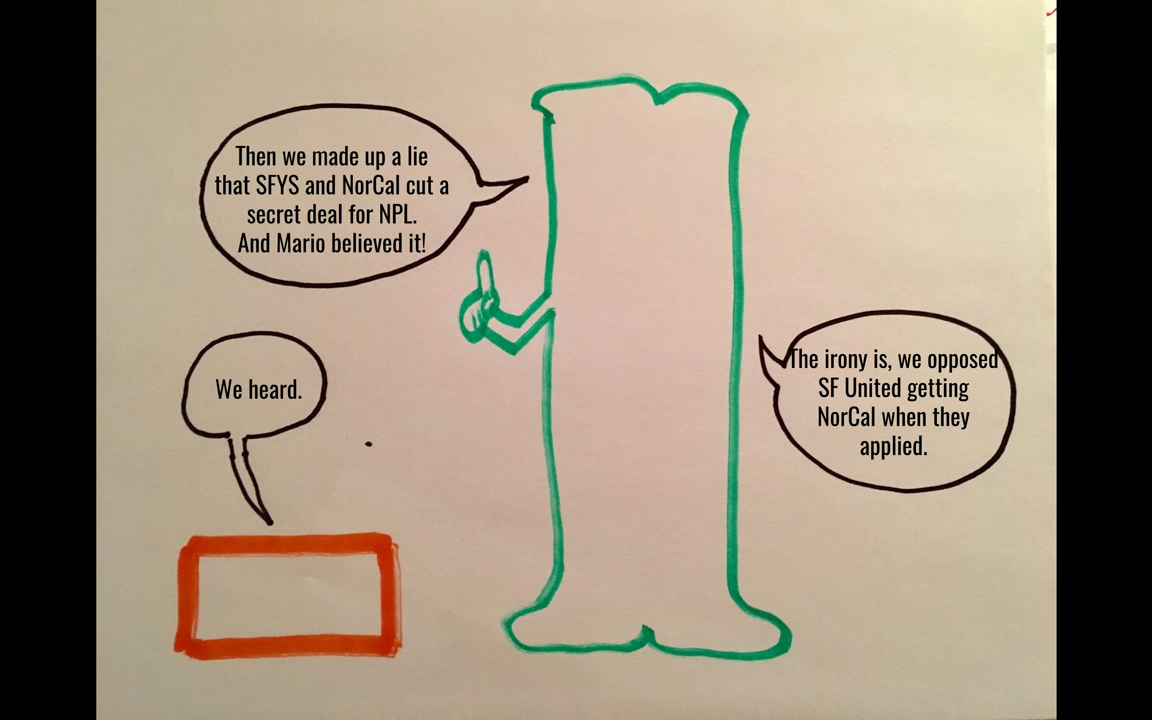 Then we made up a lie
that SFYS and NorCal cut a
secret deal for NPL.
And Mario believed it!
We heard.
The irony is, we opposed
SF United getting
NorCal when they
applied.